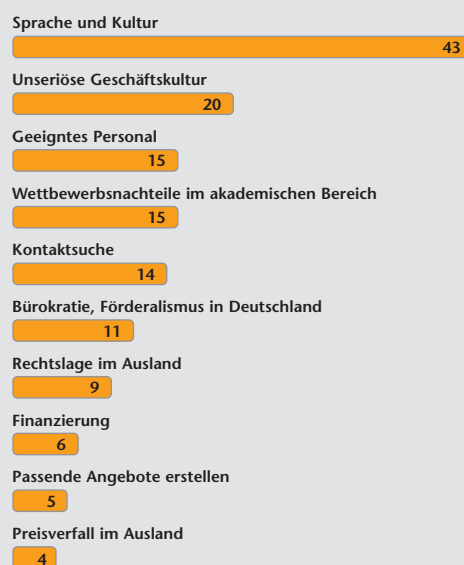 Sprache und Kultur
43
Unseriöse Geschäftskultur
20
Geeigntes Personal
15
Wettbewerbsnachteile im akademischen Bereich
15
Kontaktsuche
14
Bürokratie, Förderalismus in Deutschland
11
Rechtslage im Ausland
9
Finanzierung
6
Passende Angebote erstellen
5
Preisverfall im Ausland
4